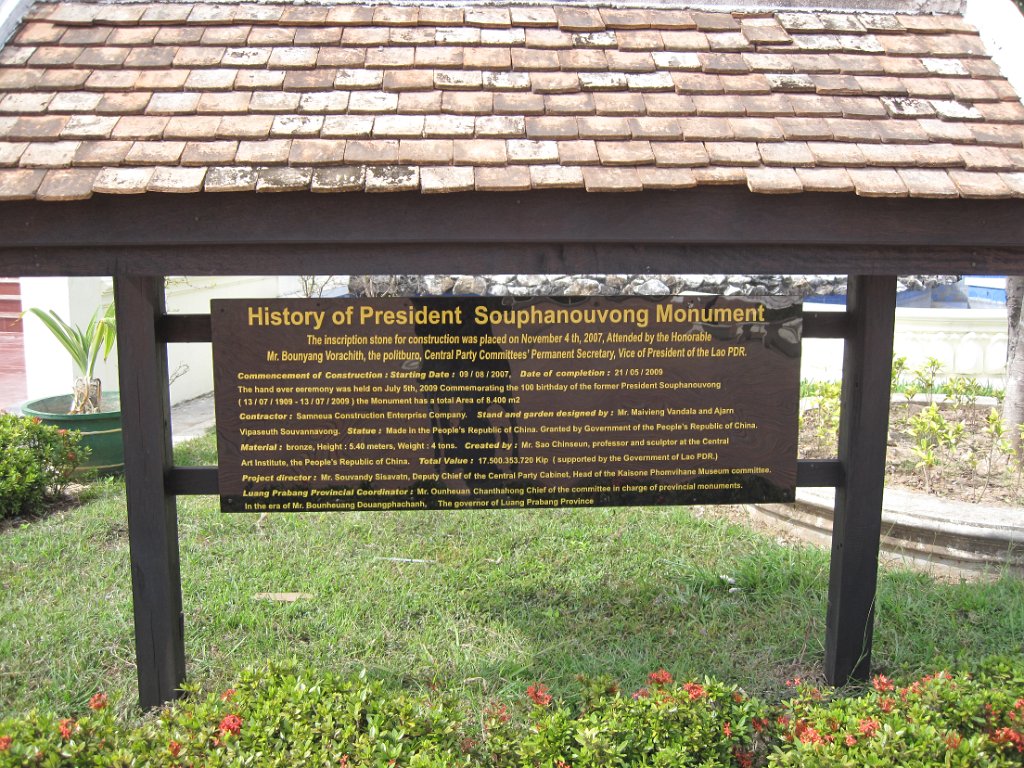 History of President Souphanouvong Monument
The inscription stone for construction was placed on November 4 th, 2007, Attended by the Honorable
Mr. Bounyang Vorachith, the politburo, Central Party Committees' Permanent Secretary, Vice of President of the Lao PDR.
Commencement of Construction : Starting Date : 09 / 08 / 2007, Date of completion : 21 / 05 / 2009
The hand over seremony was held on July 5th, 2009 Commemorating the 100 birthday of the former President Souphanouvong
( 13 / 07 / 1909 - 13 / 07 / 2009 ) the Monument has a total Area of 8.400 m2
Contractor : Samneua Construction Enterprise Company. Stand and garden designed by : Mr. Maivieng Vandala and Ajarn
Vipaseuth Souvannavong. Statue : Made in the People's Republic of China. Granted by Government of the People's Republic of China.
Material : bronze, Height : 5.40 meters, Weight : 4 tons. Created by : Mr. Sao Chinseun, professor and sculptor at the Central
Art Institute, the People's Republic of China. Total Value : 17.500.353.720 Kip ( supported by the Government of Lao PDR.)
Project director : Mr. Souvandy Sisavath, Deputy Chief of the Central Party Cabinet, Head of the Kaisone Phomvihane Museum committee.
Luang Prabang Provincial Coordinator : Mr. Ounheuan Chanthahong Chief of the committee in charge of provincial monuments.
In the era of Mr. Bounheuang Douangphachanh, The governor of Luang Prabang Province